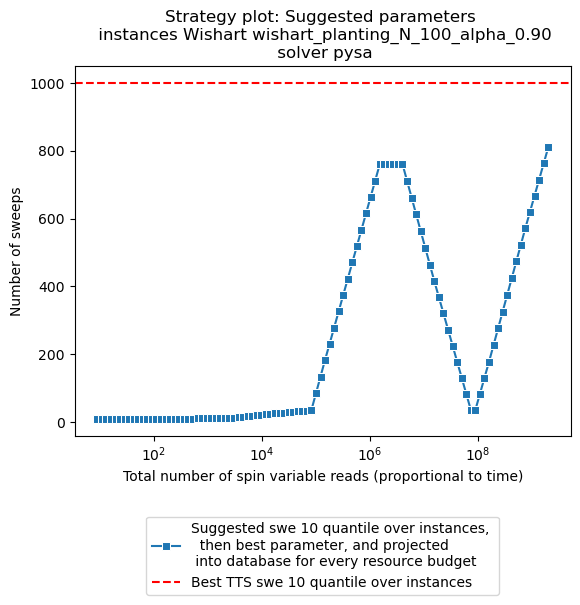 Strategy plot: Suggested parameters
instances Wishart wishart_planting_N_100_alpha_0.90
solver pysa
1000
800
600
400
200
0
Number of sweeps
10^2
10^4
10^6
10^8
Total number of spin variable reads (proportional to time)
Suggested swe 10 quantile over instances,
then best parameter, and projected
into database for every resource budget
Best TTS swe 10 quantile over instances